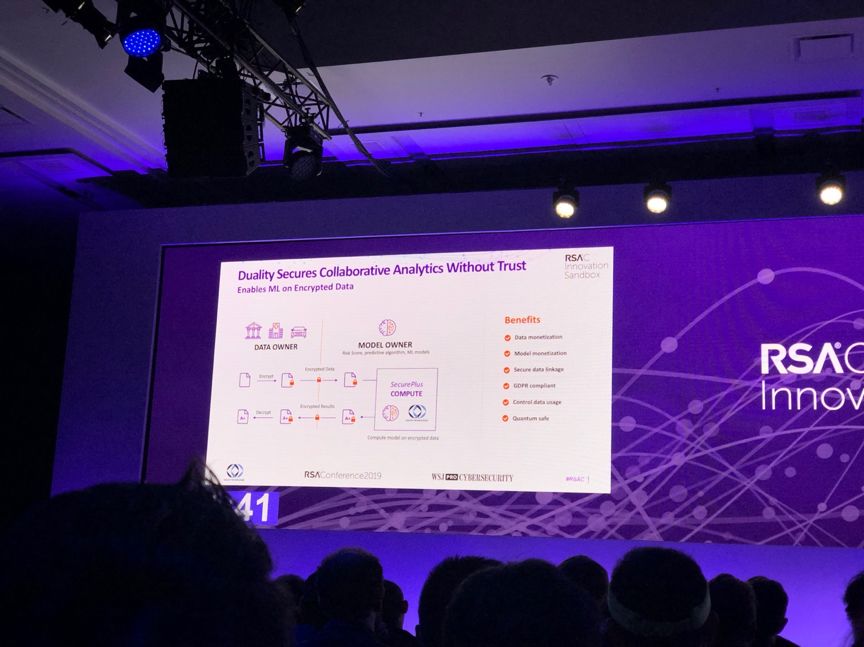 Duality Secures Collaborative Analytics Without Trust
Enables ML on Encrypted Data
RSAC
Innovation
Sandbox
DATA OWNER
MODEL OWNER
Risk Score, predictive algorithm, ML models
Encrypt
Encrypted Data
SecurePlus
COMPUTE
Decrypt
Encrypted Results
A+
A+
A+
Compute model on encrypted data
Benefits
Data monetization
Model monetization
Secure data linkage
GDPR compliant
Control data usage
Quantum safe
RSAConference2019
WSJ PRO CYBERSECURITY
#RSAC
41
RSAC
Innov